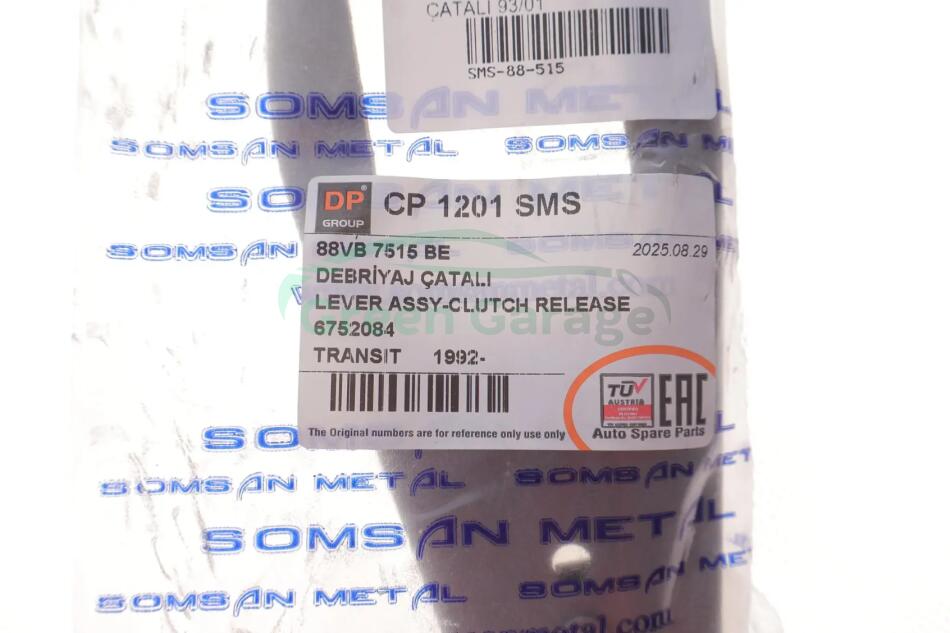 ÇATALI 93/01
SMS-88-515
SOMSAN METAL
SOMSAN METAL SOMSAN METAL
DP GROUP
CP 1201 SMS
88VB 7515 BE 2025.08.29
DEBRİYAJ ÇATALI
LEVER ASSY-CLUTCH RELEASE
6752084
TRANSIT 1992-
Green Garage
TÜV AUSTRIA
EAC
The Original numbers are for reference only use only
Auto Spare Parts
SOMSAN METAL
SOMSAN METAL
SOMSAN METAL SOMSAN METAL